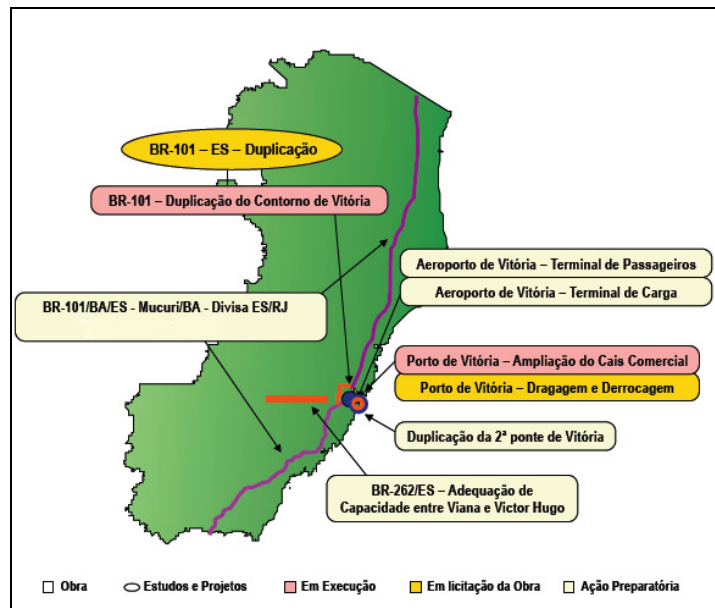 BR-101 – ES – Duplicação
BR-101 – Duplicação do Contorno de Vitória
Aeroporto de Vitória – Terminal de Passageiros
Aeroporto de Vitória – Terminal de Carga
BR-101/BA/ES - Mucuri/BA - Divisa ES/RJ
Porto de Vitória – Ampliação do Cais Comercial
Porto de Vitória – Dragagem e Derrocagem
Duplicação da 2ª ponte de Vitória
BR-262/ES – Adequação de
Capacidade entre Viana e Victor Hugo
Obra
Estudos e Projetos
Em Execução
Em licitação da Obra
Ação Preparatória